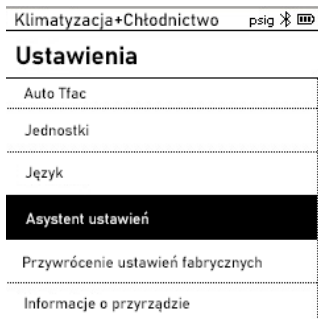 Klimatyzacja+Chłodnictwo psig
Ustawienia
Auto Tfac
Jednostki
Język
Asystent ustawień
Przywrócenie ustawień fabrycznych
Informacje o przyrządzie